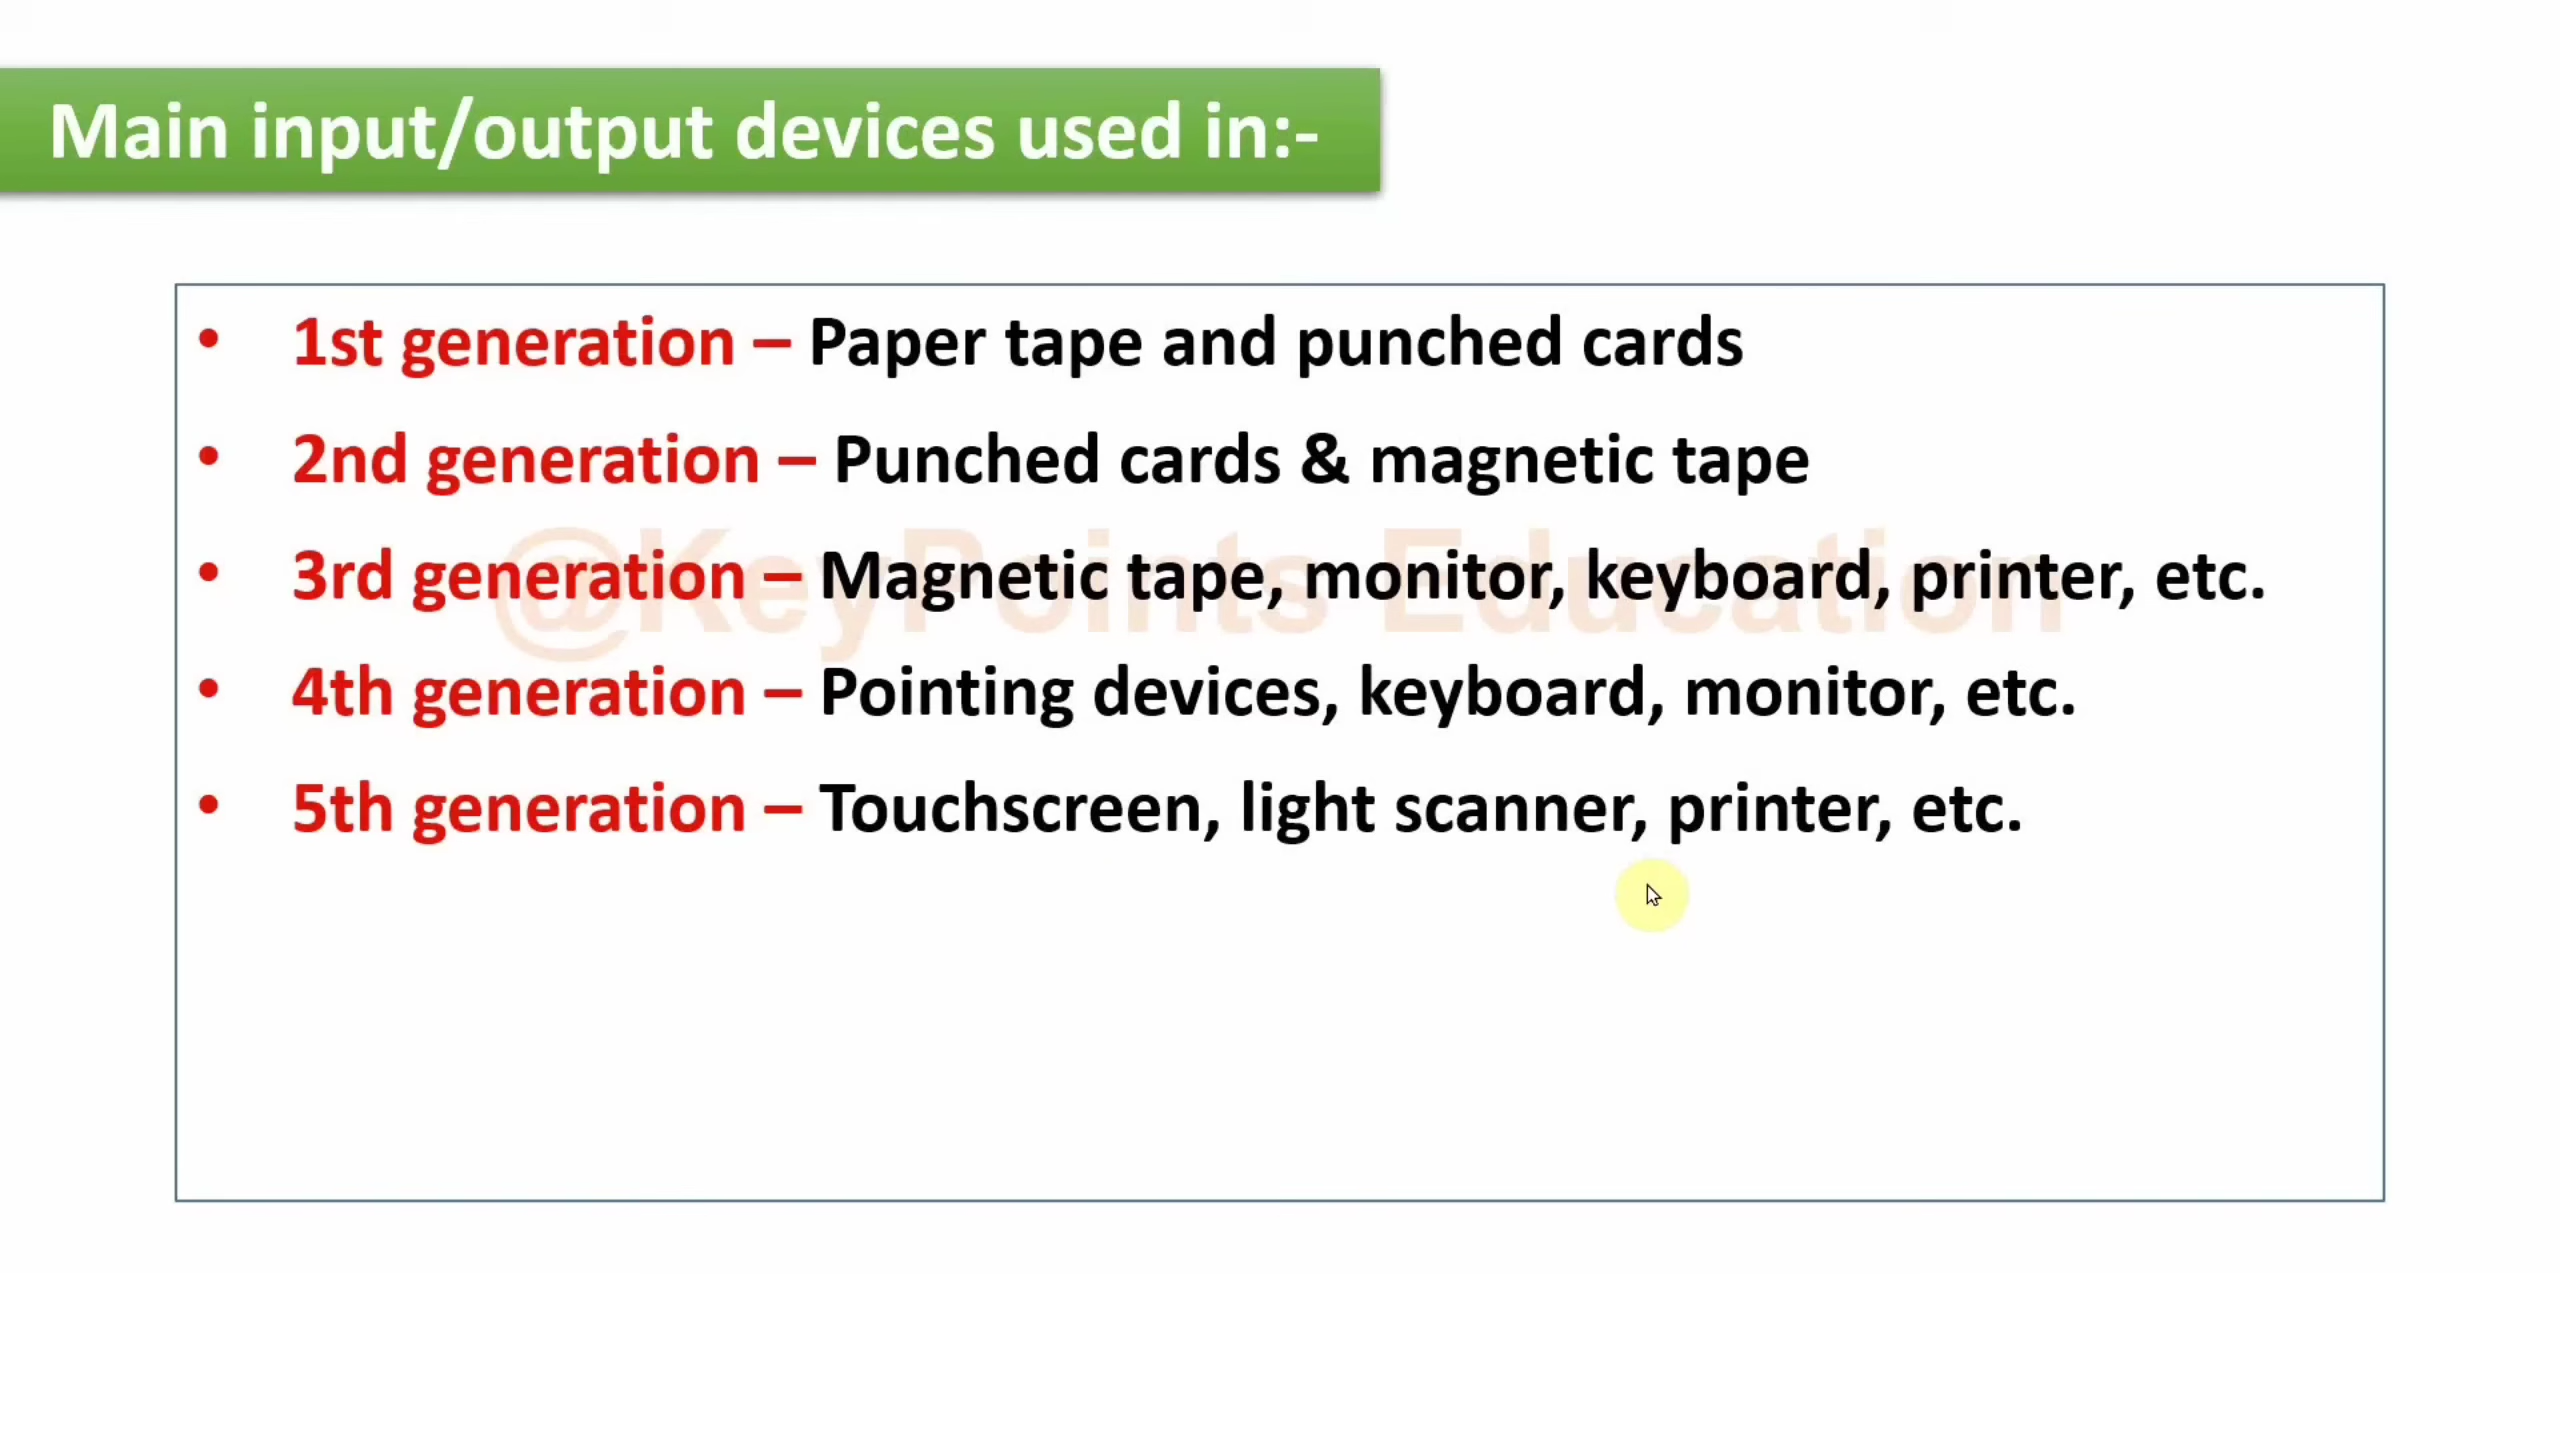 Main input/output devices used in:-
• 1st generation – Paper tape and punched cards
• 2nd generation – Punched cards & magnetic tape
@KeyPoints Education
• 3rd generation – Magnetic tape, monitor, keyboard, printer, etc.
• 4th generation – Pointing devices, keyboard, monitor, etc.
• 5th generation – Touchscreen, light scanner, printer, etc.